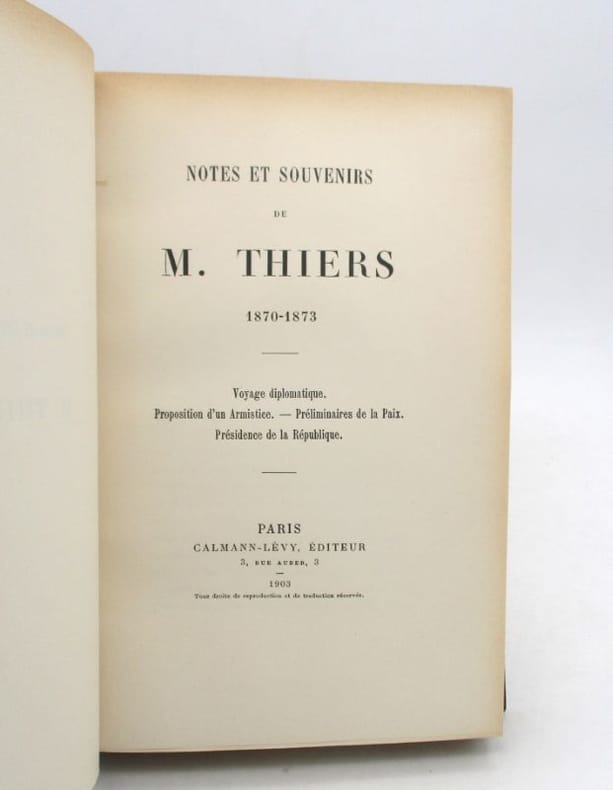 NOTES ET SOUVENIRS
DE
M. THIERS
1870-1873
Voyage diplomatique.
Proposition d'un Armistice. — Préliminaires de la Paix.
Présidence de la République.
PARIS
CALMANN-LÉVY, ÉDITEUR
3, RUE AUBER, 3
1903
Tous droits de reproduction et de traduction réservés.